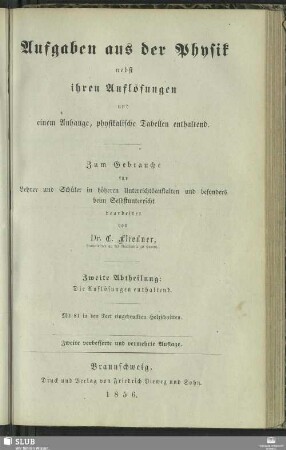 Aufgaben aus der Physik
nebst
ihren Auflösungen
und
einem Anhange, physikalische Tabellen enthaltend.
Zum Gebrauche
für
Lehrer und Schüler in höheren Unterrichtsanstalten und besonders
beim Selbstunterricht
bearbeitet
von
Dr. C. Fliedner,
Zweite Abtheilung:
Die Auflösungen enthaltend.
Mit in den Text eingedruckten Holzschnitten.
Zweite verbesserte und vermehrte Auflage.
Braunschweig,
Druck und Verlag von Friedrich Vieweg und Sohn.
1856.
SLUB